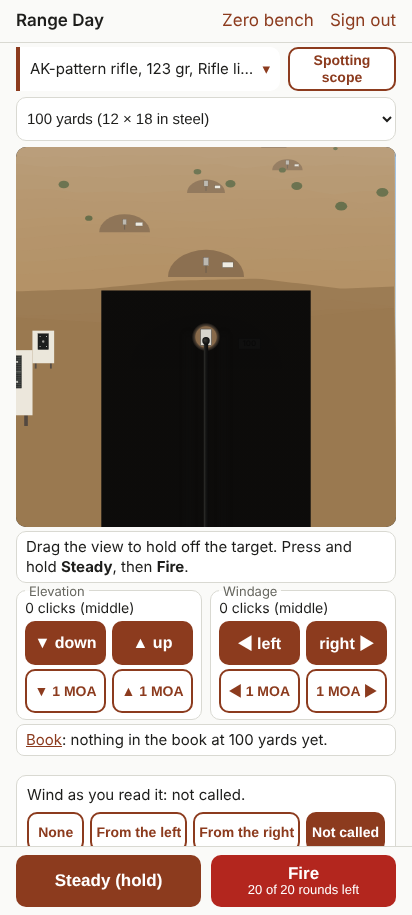 Range Day
Zero bench
Sign out
AK-pattern rifle, 123 gr, Rifle li... ▼
Spotting
scope
100 yards (12 × 18 in steel)
Drag the view to hold off the target. Press and
hold Steady, then Fire.
Elevation
0 clicks (middle)
▼ down
▲ up
▼ 1 MOA
▲ 1 MOA
Windage
0 clicks (middle)
◀ left
right ▶
◀ 1 MOA
1 MOA ▶
Book: nothing in the book at 100 yards yet.
Wind as you read it: not called.
None
From the left
From the right
Not called
Steady (hold)
Fire
20 of 20 rounds left